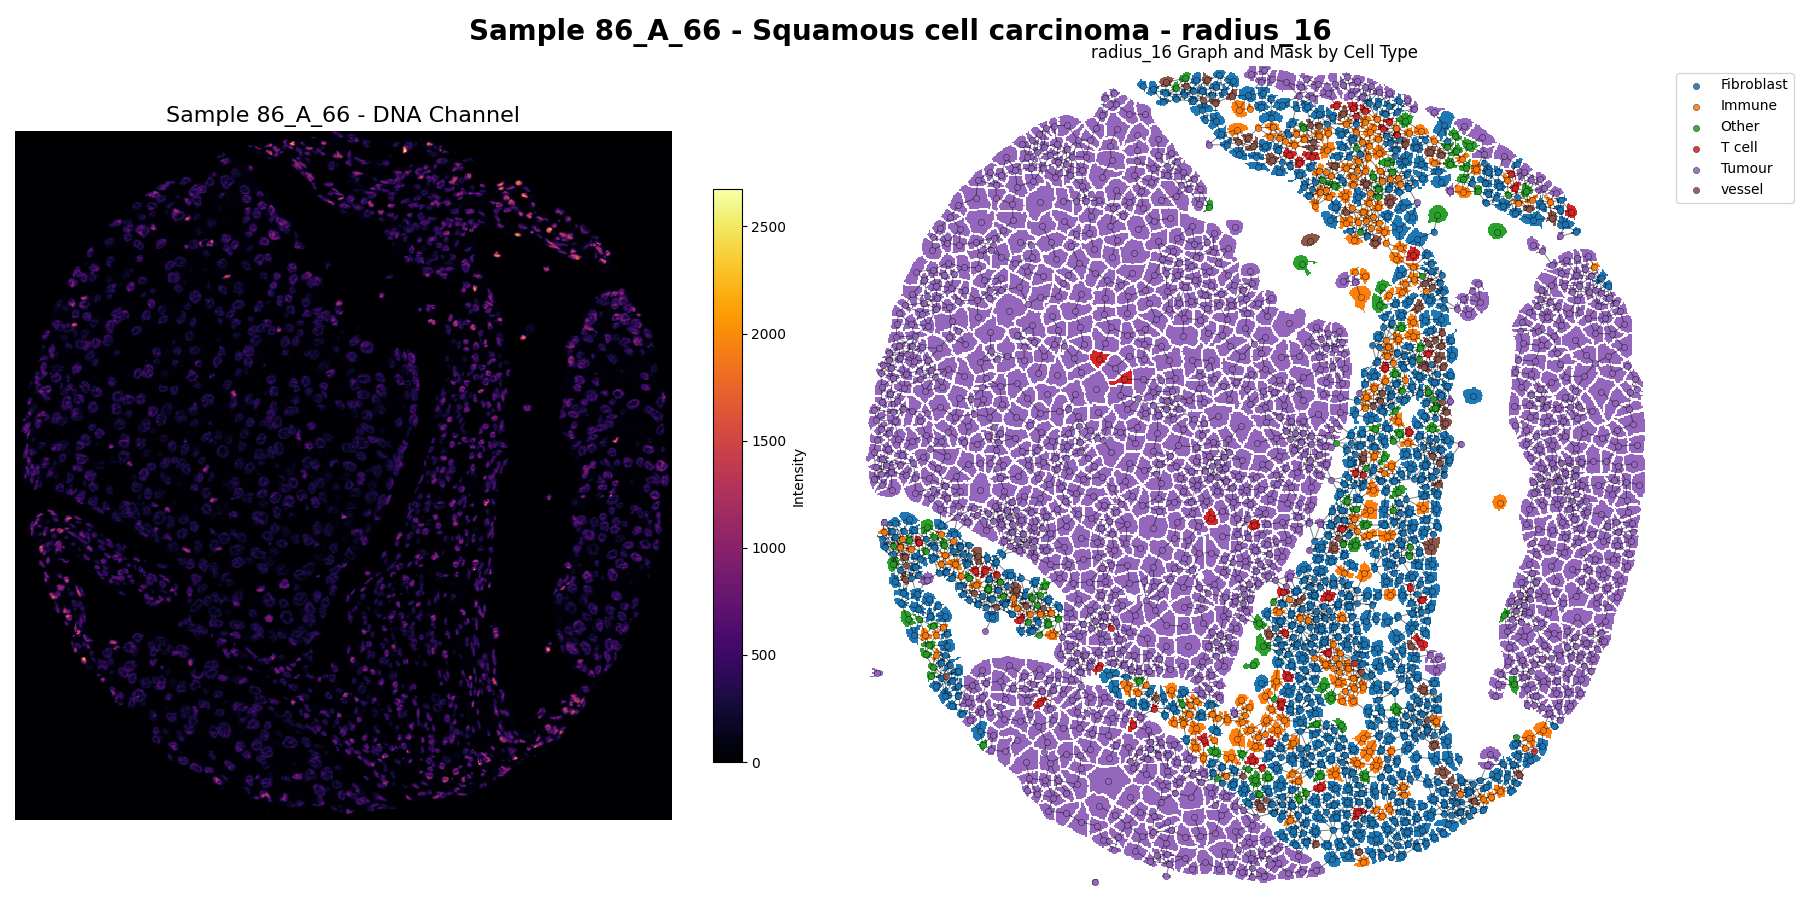 Sample 86_A_66 - Squamous cell carcinoma - radius_16
Sample 86_A_66 - DNA Channel
2500
2000
1500
1000
500
0
Intensity
radius_16 Graph and Mask by Cell Type
Fibroblast
Immune
Other
T cell
Tumour
vessel